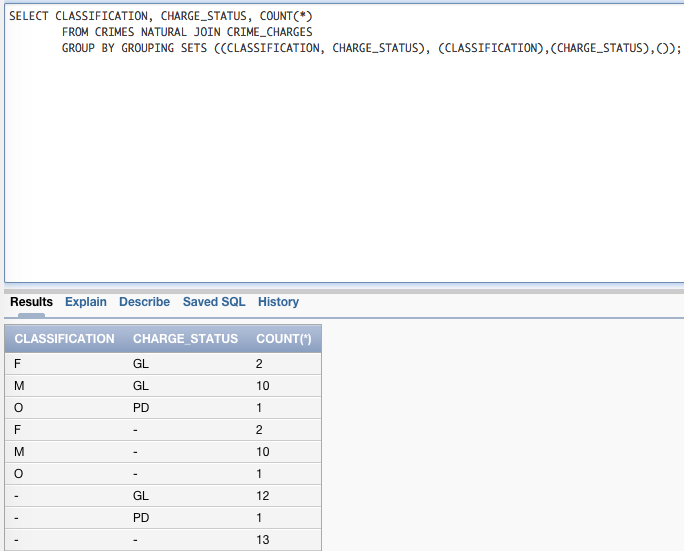 SELECT CLASSIFICATION, CHARGE_STATUS, COUNT(*)
FROM CRIMES NATURAL JOIN CRIME_CHARGES
GROUP BY GROUPING SETS ((CLASSIFICATION, CHARGE_STATUS), (CLASSIFICATION),(CHARGE_STATUS),());
Results Explain Describe Saved SQL History
CLASSIFICATION CHARGE_STATUS COUNT(*)
F GL 2
M GL 10
O PD 1
F - 2
M - 10
O - 1
- GL 12
- PD 1
- - 13